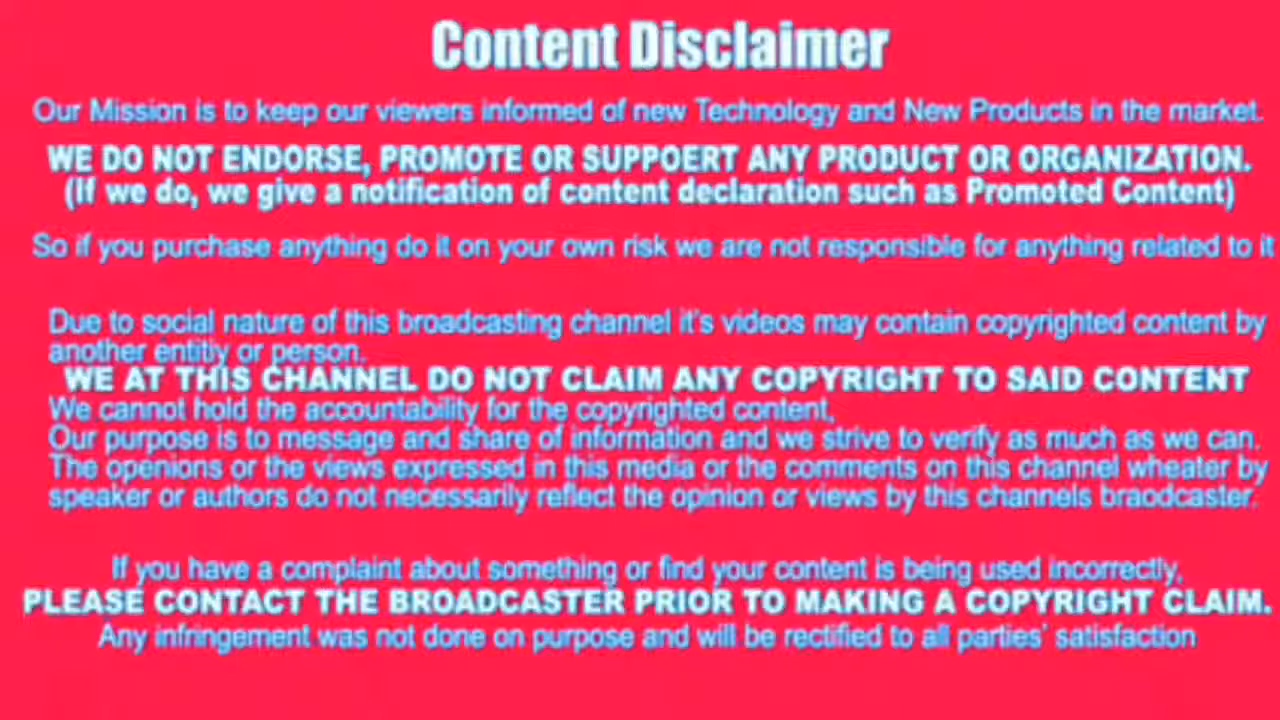 Content Disclaimer
Our Mission is to keep our viewers informed of new Technology and New Products in the market.
WE DO NOT ENDORSE, PROMOTE OR SUPPOERT ANY PRODUCT OR ORGANIZATION.
(If we do, we give a notification of content declaration such as Promoted Content)
So if you purchase anything do it on your own risk we are not responsible for anything related to it
Due to social nature of this broadcasting channel it's videos may contain copyrighted content by
another entitiy or person.
WE AT THIS CHANNEL DO NOT CLAIM ANY COPYRIGHT TO SAID CONTENT
We cannot hold the accountability for the copyrighted content,
Our purpose is to message and share of information and we strive to verify as much as we can.
The openions or the views expressed in this media or the comments on this channel wheater by
speaker or authors do not necessarily reflect the opinion or views by this channels braodcaster.
If you have a complaint about something or find your content is being used incorrectly,
PLEASE CONTACT THE BROADCASTER PRIOR TO MAKING A COPYRIGHT CLAIM.
Any infringement was not done on purpose and will be rectified to all parties' satisfaction